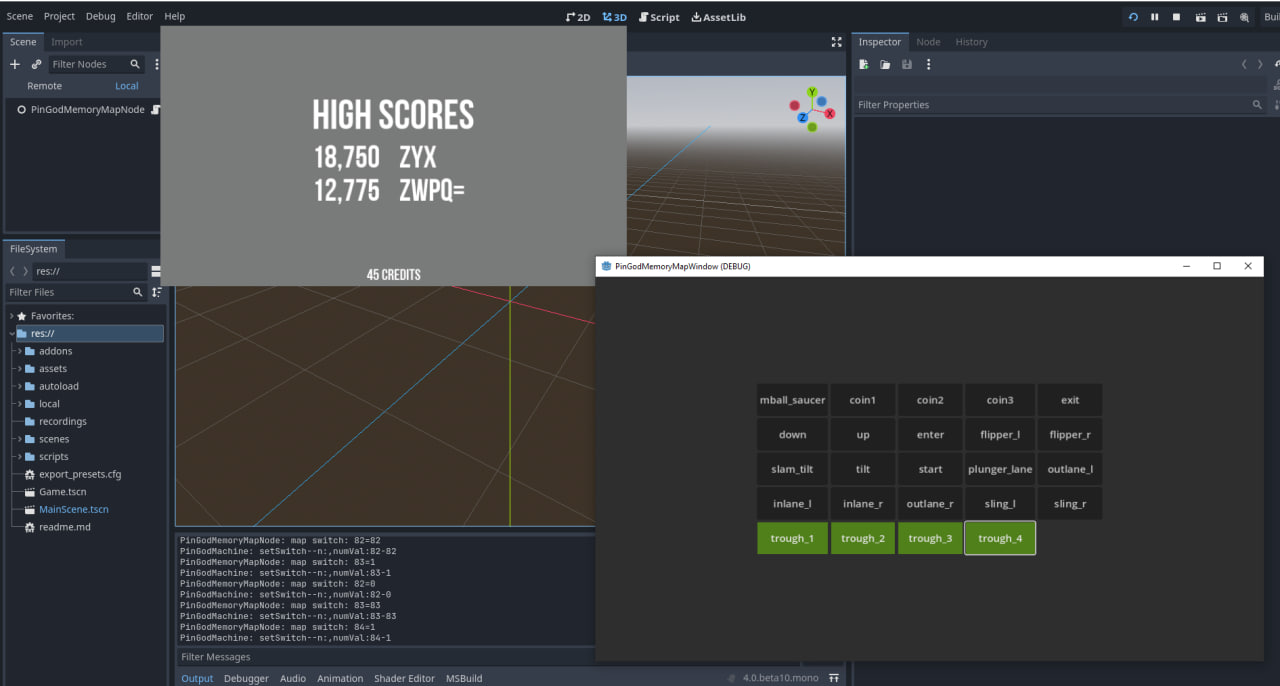 Scene Project Debug Editor Help
2D 3D Script AssetLib
Scene Import
Filter Nodes
Remote Local
PinGodMemoryMapNode
HIGH SCORES
18,750 ZYX
12,775 ZWPQ=
45 CREDITS
Y
X
Z
Inspector Node History
Filter Properties
FileSystem
res://
Filter Files
Favorites:
res://
addons
assets
autoload
local
recordings
scenes
scripts
export_presets.cfg
Game.tscn
MainScene.tscn
readme.md
PinGodMemoryMapWindow (DEBUG)
mball_saucer coin1 coin2 coin3 exit
down up enter flipper_l flipper_r
slam_tilt tilt start plunger_lane outlane_l
inlane_l inlane_r outlane_r sling_l sling_r
trough_1 trough_2 trough_3 trough_4
PinGodMemoryMapNode: map switch: 82=82
PinGodMachine: setSwitch--n:,numVal:82-82
PinGodMemoryMapNode: map switch: 83=1
PinGodMachine: setSwitch--n:,numVal:83-1
PinGodMemoryMapNode: map switch: 82=0
PinGodMachine: setSwitch--n:,numVal:82-0
PinGodMemoryMapNode: map switch: 83=83
PinGodMachine: setSwitch--n:,numVal:83-83
PinGodMemoryMapNode: map switch: 84=1
PinGodMachine: setSwitch--n:,numVal:84-1
Filter Messages
Output Debugger Audio Animation Shader Editor MSBuild
4.0.beta10.mono